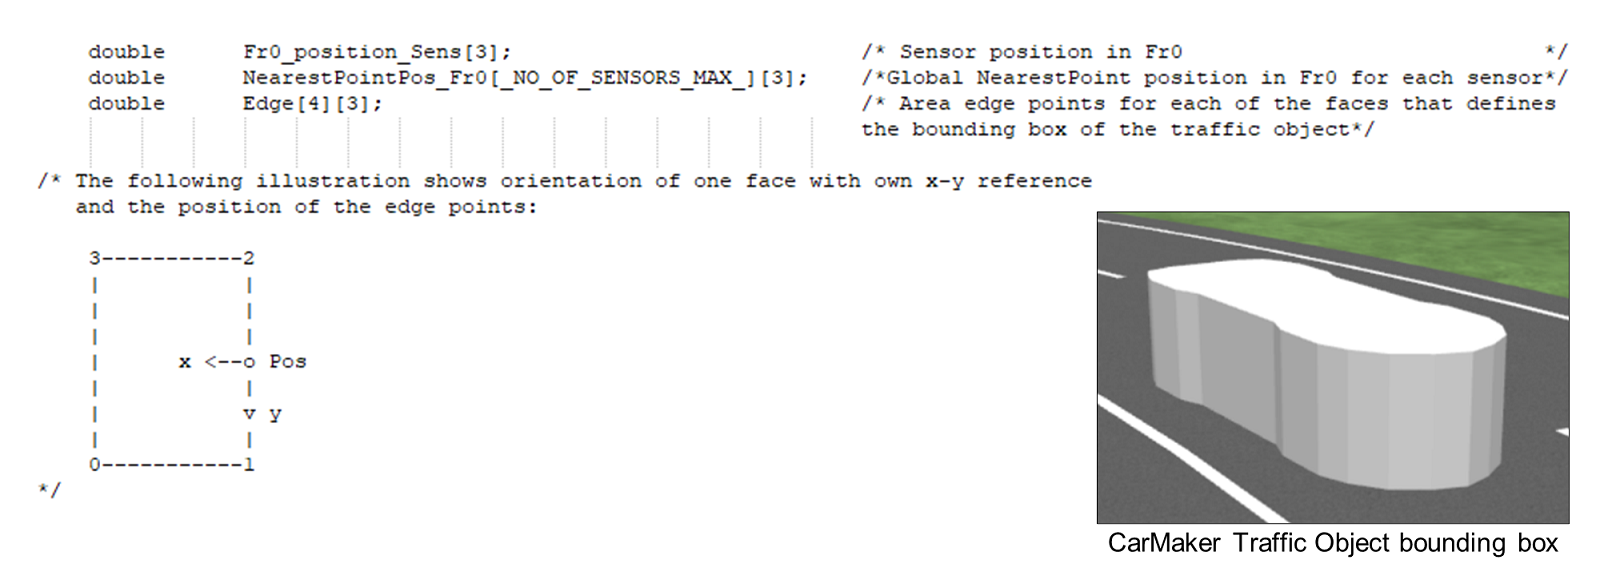 double Fr0_position_Sens[3]; /* Sensor position in Fr0 */
double NearestPointPos_Fr0[_NO_OF_SENSORS_MAX_][3]; /*Global NearestPoint position in Fr0 for each sensor*/
double Edge[4][3]; /* Area edge points for each of the faces that defines
the bounding box of the traffic object*/
/* The following illustration shows orientation of one face with own x-y reference
and the position of the edge points:
3-----------2
| |
| |
| |
| x <--o Pos
| |
| v y
| |
0-----------1
*/
CarMaker Traffic Object bounding box